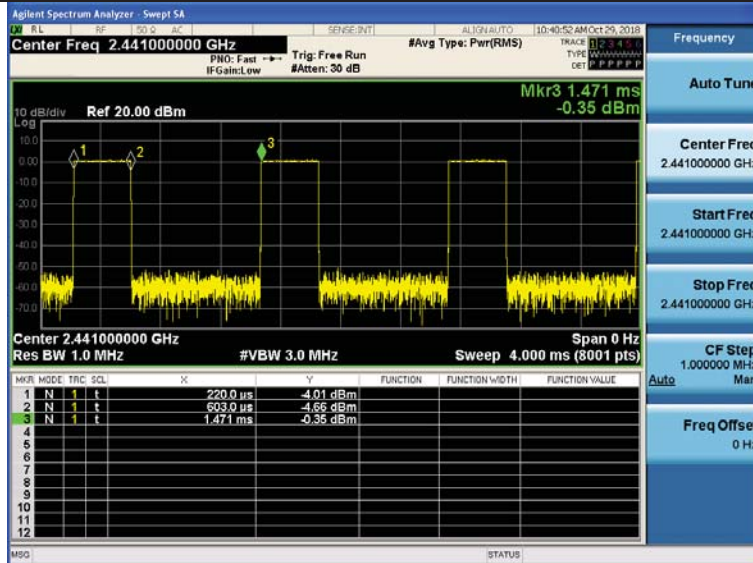 Agilent Spectrum Analyzer - Swept SA
RL RF 50 Ω AC SENSE:INT ALIGN AUTO 10:40:52 AM Oct 29, 2018
Center Freq 2.441000000 GHz
PNO: Fast
IFGain:Low
Trig: Free Run
#Atten: 30 dB
#Avg Type: Pwr(RMS)
TRACE 1 2 3 4 5 6
TYPE
DET P P P P P P
Mkr3 1.471 ms
-0.35 dBm
10 dB/div Ref 20.00 dBm
Log
10.0
0.00
-10.0
-20.0
-30.0
-40.0
-50.0
-60.0
-70.0
1
2
3
Center 2.441000000 GHz Span 0 Hz
Res BW 1.0 MHz #VBW 3.0 MHz Sweep 4.000 ms (8001 pts)
MKR MODE TRC SCL X Y FUNCTION FUNCTION WIDTH FUNCTION VALUE
1 N 1 t 220.0 µs -4.01 dBm
2 N 1 t 603.0 µs -4.66 dBm
3 N 1 t 1.471 ms -0.35 dBm
4
5
6
7
8
9
10
11
12
MSG STATUS
Frequency
Auto Tune
Center Freq
2.441000000 GHz
Start Freq
2.441000000 GHz
Stop Freq
2.441000000 GHz
CF Step
1.000000 MHz
Auto Man
Freq Offset
0 Hz